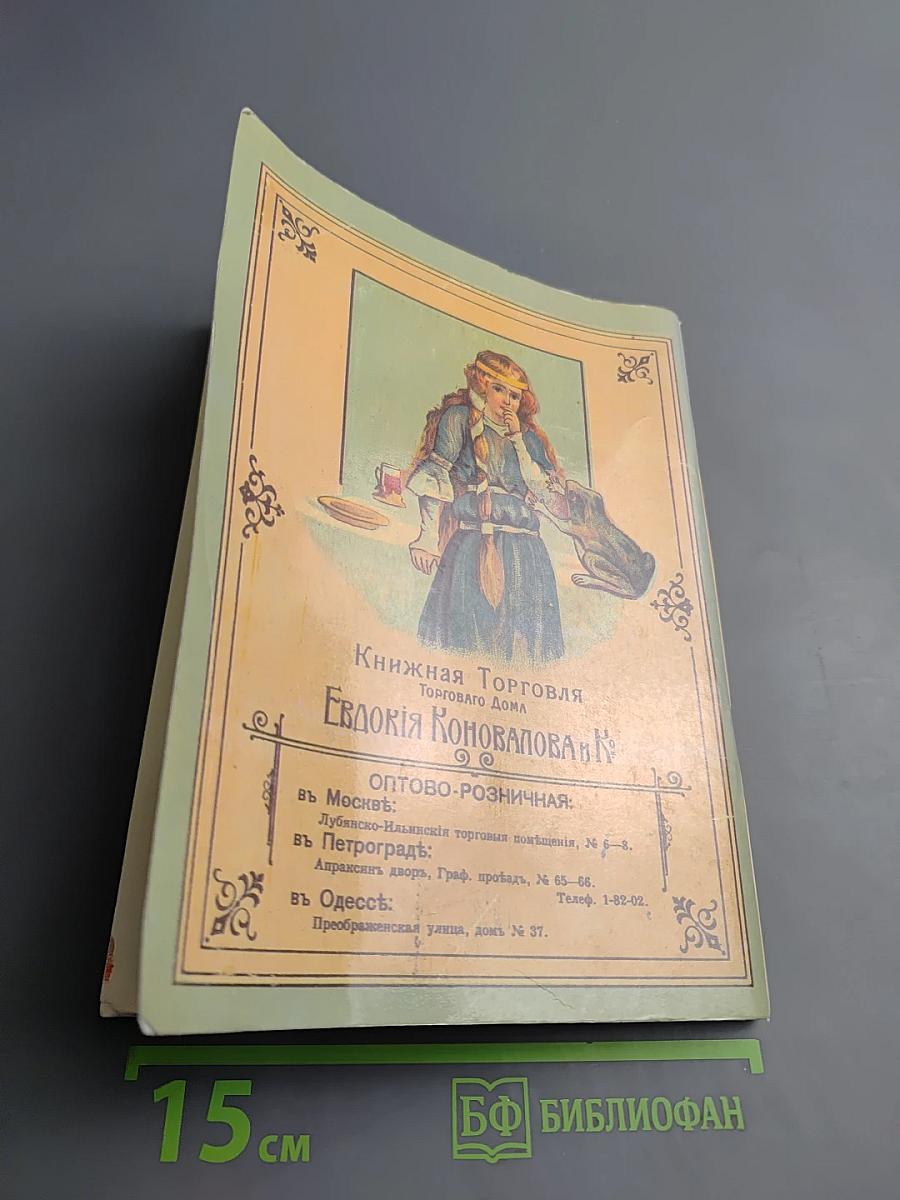 Книжная Торговля
Торговаго Дома
Евдокія Коновалова и Ко
оптово-розничная:
въ Москвѣ:
Лубянско-Ильинскія торговыя помѣщенія, № 6—8.
въ Петроградѣ:
Апраксинъ дворъ, Граф. проѣздъ, № 65—66.
Телеф. 1-82-02.
въ Одессѣ:
Преображенская улица, домъ № 37.
15 см
БФ БИБЛИОФАН